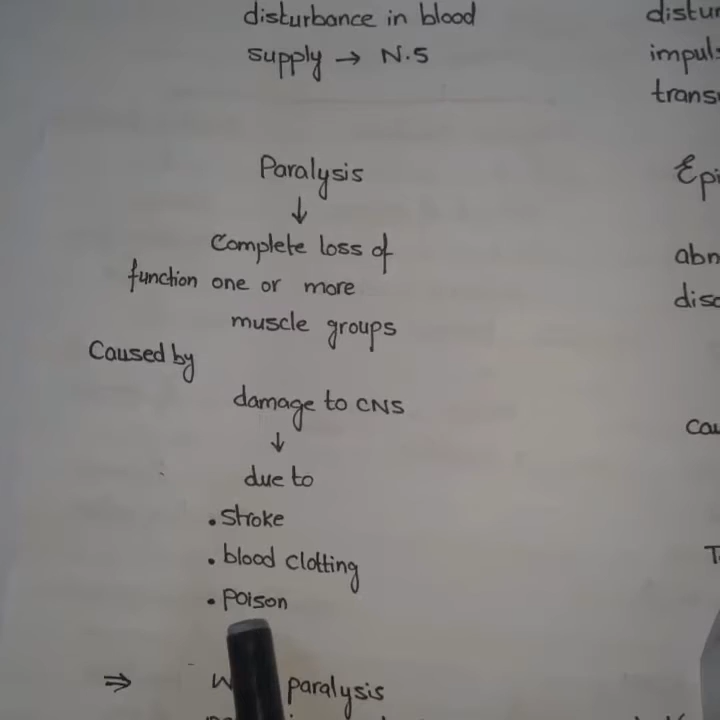 disturbance in blood
supply → N.S
Paralysis
↓
Complete loss of
function one or more
muscle groups
Caused by
damage to CNS
↓
due to
• stroke
• blood clotting
• poison
⇒ paralysis